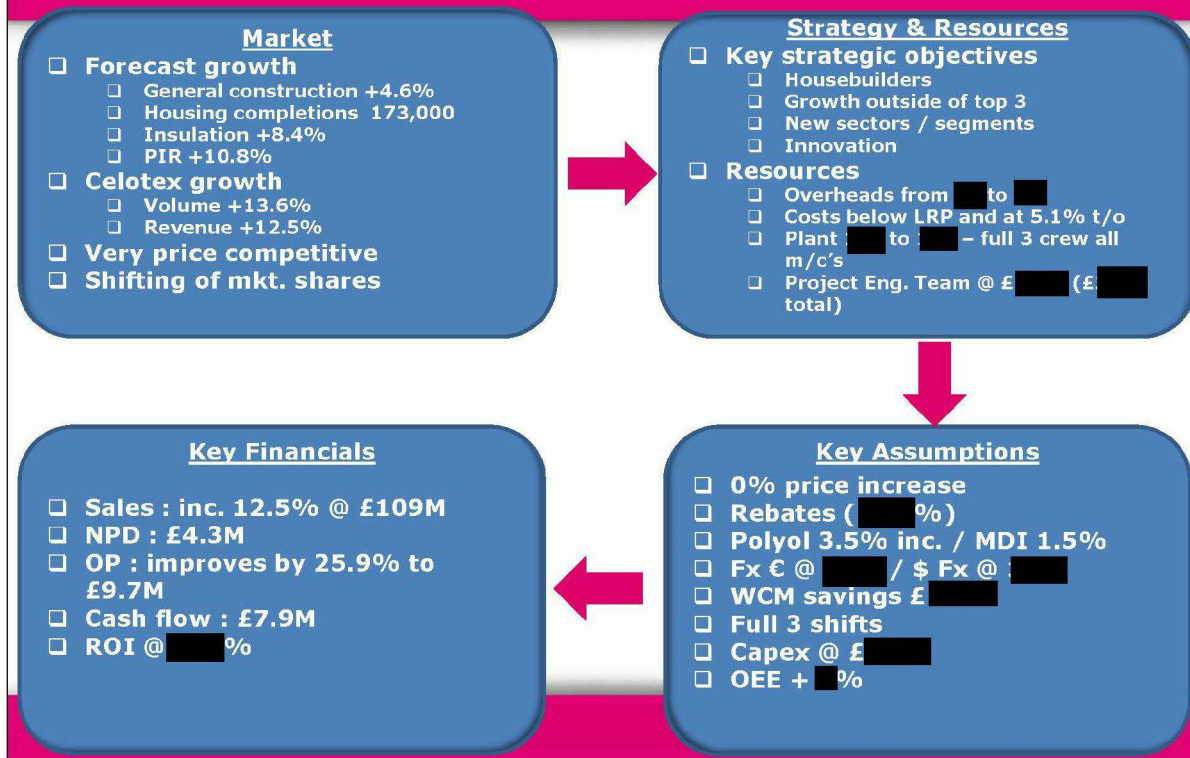 Market
❑ Forecast growth
❑ General construction +4.6%
❑ Housing completions 173,000
❑ Insulation +8.4%
❑ PIR +10.8%
❑ Celotex growth
❑ Volume +13.6%
❑ Revenue +12.5%
❑ Very price competitive
❑ Shifting of mkt. shares
Strategy & Resources
❑ Key strategic objectives
❑ Housebuilders
❑ Growth outside of top 3
❑ New sectors / segments
❑ Innovation
❑ Resources
❑ Overheads from to
❑ Costs below LRP and at 5.1% t/o
❑ Plant to – full 3 crew all
m/c's
❑ Project Eng. Team @ £ (£
total)
Key Assumptions
❑ 0% price increase
❑ Rebates ( %)
❑ Polyol 3.5% inc. / MDI 1.5%
❑ Fx € @ / $ Fx @
❑ WCM savings £
❑ Full 3 shifts
❑ Capex @ £
❑ OEE + %
Key Financials
❑ Sales : inc. 12.5% @ £109M
❑ NPD : £4.3M
❑ OP : improves by 25.9% to
£9.7M
❑ Cash flow : £7.9M
❑ ROI @ %